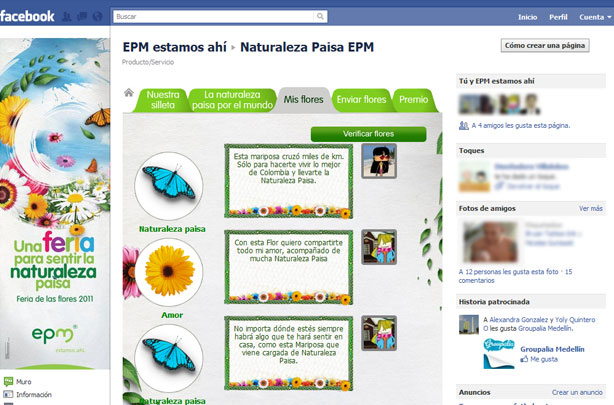 facebook
Buscar
Inicio Perfil Cuenta
EPM estamos ahí ▸ Naturaleza Paisa EPM
Producto/Servicio
Cómo crear una página
Nuestra silleta
La naturaleza paisa por el mundo
Mis flores
Enviar flores
Premio
Verificar flores
Esta mariposa cruzó miles de km.
Sólo para hacerte vivir lo mejor
de Colombia y llevarte la
Naturaleza Paisa.
Naturaleza paisa
Con esta Flor quiero compartirte
todo mi amor, acompañado de
mucha Naturaleza Paisa.
Amor
No importa dónde estés siempre
habrá algo que te hará sentir en
casa, como esta Mariposa que
viene cargada de Naturaleza
Paisa.
Naturaleza paisa
Una feria
para sentir la
naturaleza
paisa
Feria de las flores 2011
epm
estamos ahí
Muro
Información
Tú y EPM estamos ahí
A 4 amigos les gusta esta página.
Toques
Fotos de amigos
Ver más
A 12 personas les gusta esta foto · 15
comentarios
Historia patrocinada
A Alexandra Gonzalez y Yoly Quintero
O les gusta Groupalia Medellín.
Groupalia
Groupalia Medellín
Me gusta
Anuncios
Crear un anuncio